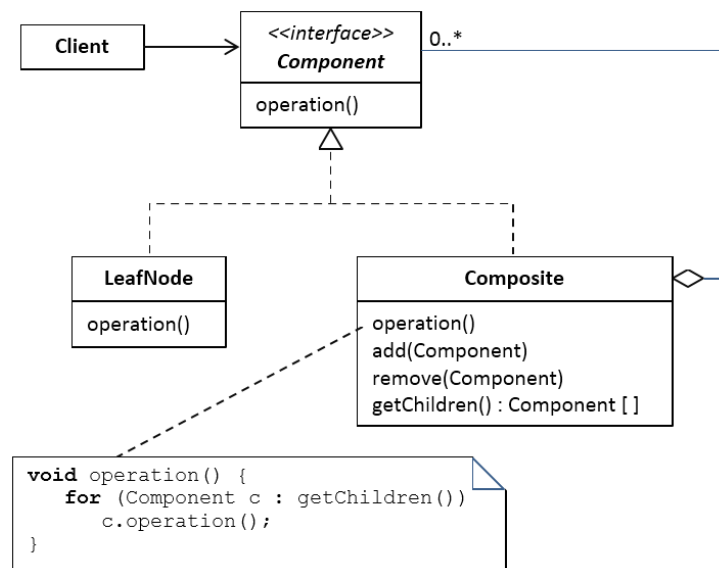 Client
<<interface>>
Component
0..*
operation()
LeafNode
operation()
Composite
operation()
add(Component)
remove(Component)
getChildren() : Component [ ]
void operation() {
for (Component c : getChildren())
c.operation();
}